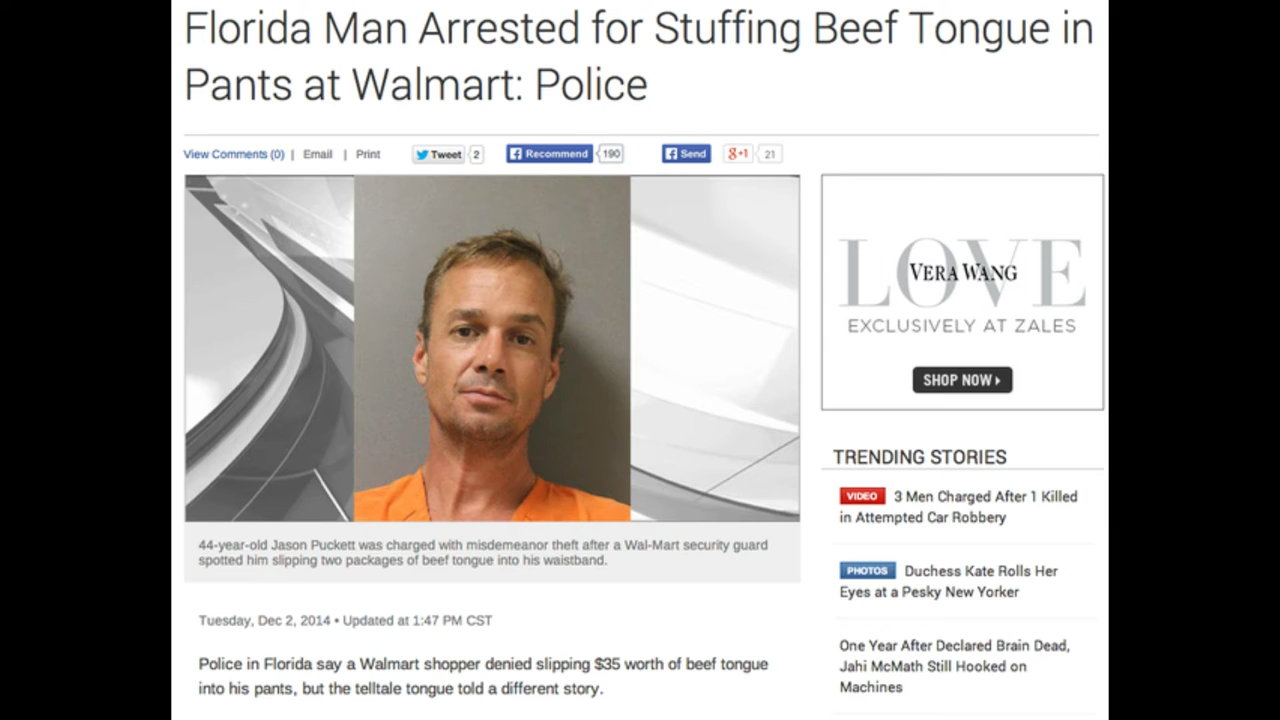 Florida Man Arrested for Stuffing Beef Tongue in
Pants at Walmart: Police
View Comments (0) | Email | Print Tweet 2 Recommend 190 Send g+1 21
44-year-old Jason Puckett was charged with misdemeanor theft after a Wal-Mart security guard
spotted him slipping two packages of beef tongue into his waistband.
Tuesday, Dec 2, 2014 • Updated at 1:47 PM CST
Police in Florida say a Walmart shopper denied slipping $35 worth of beef tongue
into his pants, but the telltale tongue told a different story.
LOVE
VERA WANG
EXCLUSIVELY AT ZALES
SHOP NOW
TRENDING STORIES
VIDEO 3 Men Charged After 1 Killed
in Attempted Car Robbery
PHOTOS Duchess Kate Rolls Her
Eyes at a Pesky New Yorker
One Year After Declared Brain Dead,
Jahi McMath Still Hooked on
Machines